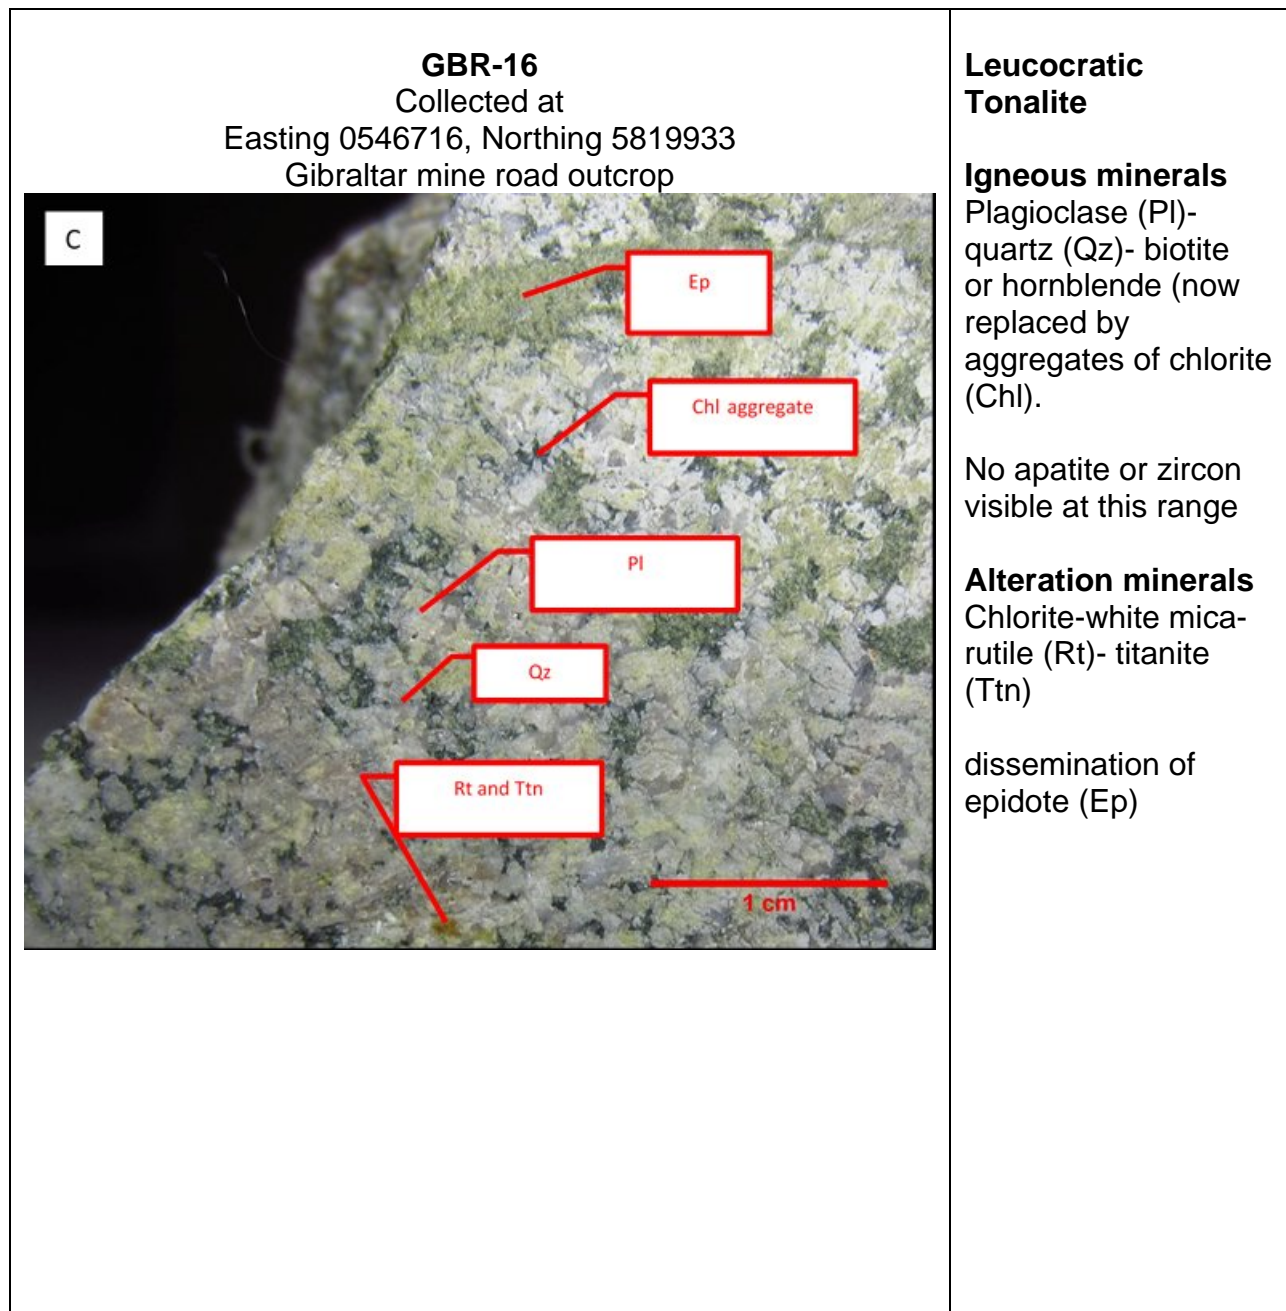 GBR-16
Collected at
Easting 0546716, Northing 5819933
Gibraltar mine road outcrop
C
Ep
Chl aggregate
Pl
Qz
Rt and Ttn
1 cm
Leucocratic
Tonalite
Igneous minerals
Plagioclase (Pl)-
quartz (Qz)- biotite
or hornblende (now
replaced by
aggregates of chlorite
(Chl).
No apatite or zircon
visible at this range
Alteration minerals
Chlorite-white mica-
rutile (Rt)- titanite
(Ttn)
dissemination of
epidote (Ep)